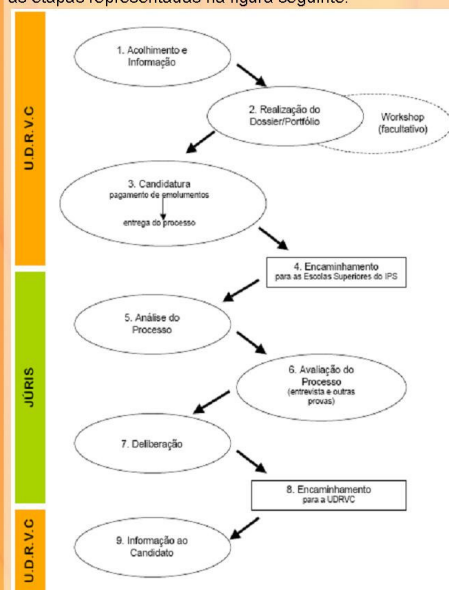 as etapas representadas na figura seguinte:
U.D.R.V.C
1. Acolhimento e
Informação
2. Realização do
Dossier/Portfólio
Workshop
(facultativo)
3. Candidatura
pagamento de emolumentos
entrega do processo
4. Encaminhamento
para as Escolas Superiores do IPS
JÚRIS
5. Análise do
Processo
6. Avaliação do
Processo
(entrevista e outras
provas)
7. Deliberação
8. Encaminhamento
para a UDRVC
U.D.R.V.C
9. Informação ao
Candidato